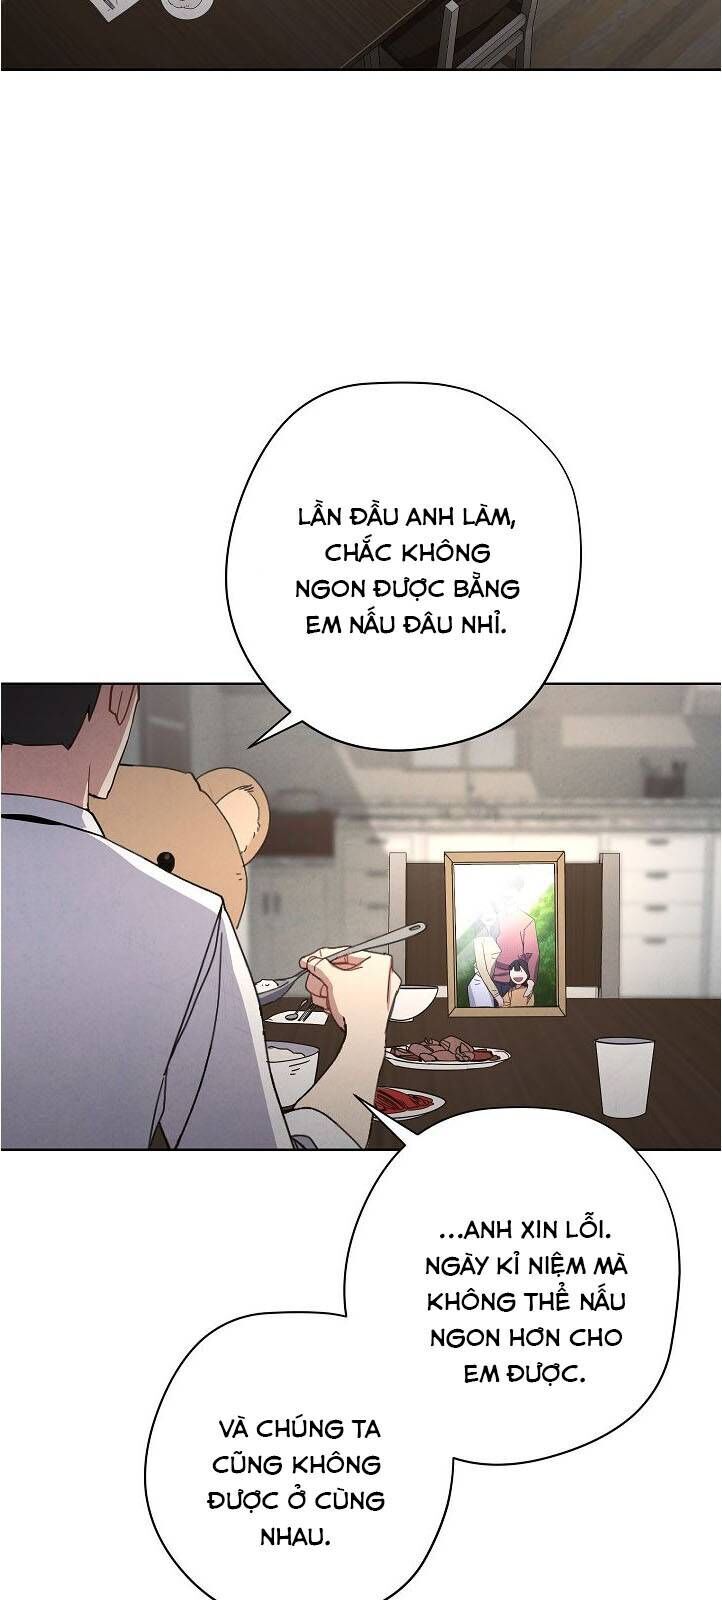 LẦN ĐẦU ANH LÀM,
CHẮC KHÔNG
NGON ĐƯỢC BẰNG
EM NẤU ĐÂU NHỈ.
...ANH XIN LỖI.
NGÀY KỈ NIỆM MÀ
KHÔNG THỂ NẤU
NGON HƠN CHO
EM ĐƯỢC.
VÀ CHÚNG TA
CŨNG KHÔNG
ĐƯỢC Ở CÙNG
NHAU.